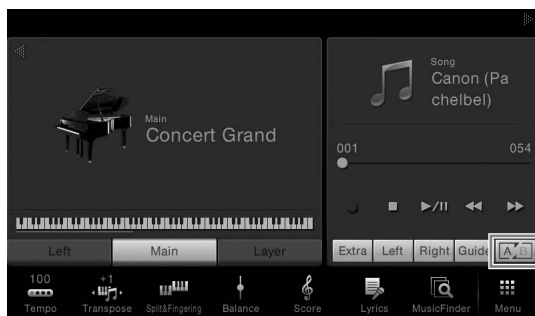 Main
Concert Grand
Song
Canon (Pa
chelbel)
001 054
Left Main Layer
Extra Left Right Guide A B
100 +1
Tempo Transpose Split&Fingering Balance Score Lyrics MusicFinder Menu